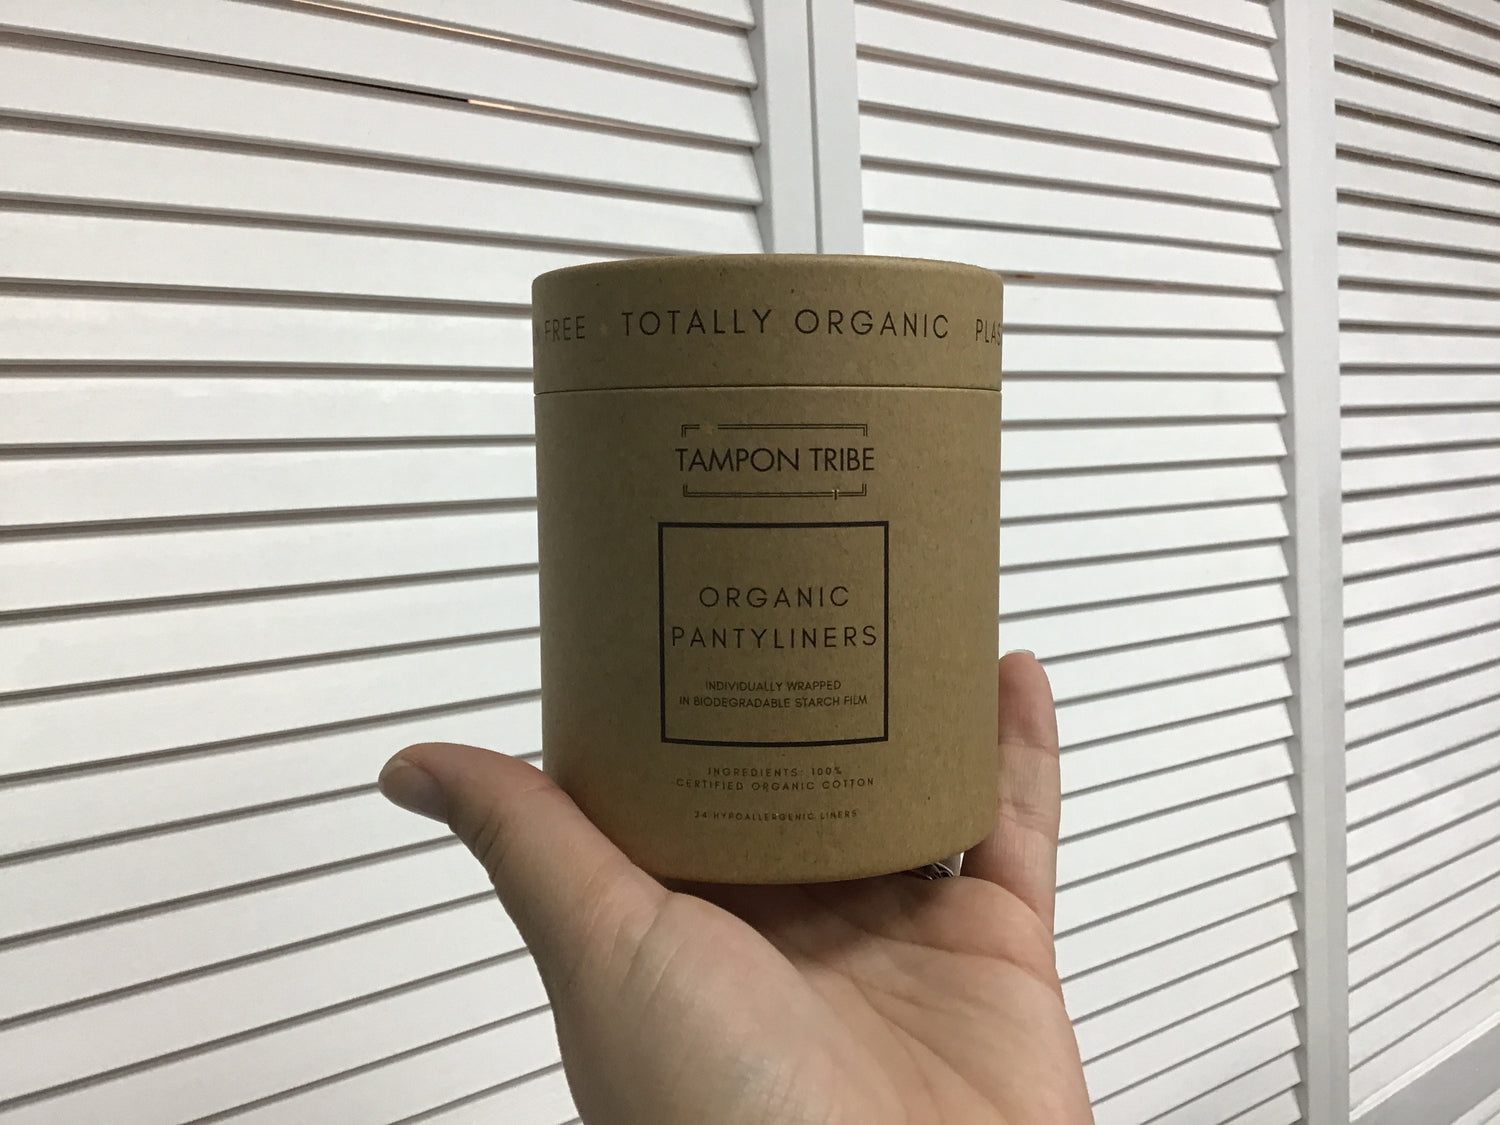 FREE TOTALLY ORGANIC
TAMPON TRIBE
ORGANIC
PANTYLINERS
INDIVIDUALLY WRAPPED
IN BIODEGRADABLE STARCH FILM
INGREDIENTS: 100%
CERTIFIED ORGANIC COTTON
24 HYPOALLERGENIC LINERS